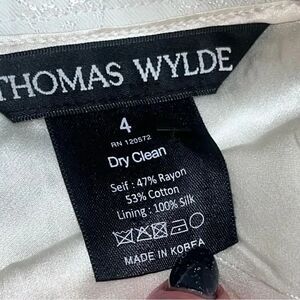 THOMAS WYLDE
4
RN 120572
Dry Clean
Self : 47% Rayon
53% Cotton
Lining : 100% Silk
MADE IN KOREA